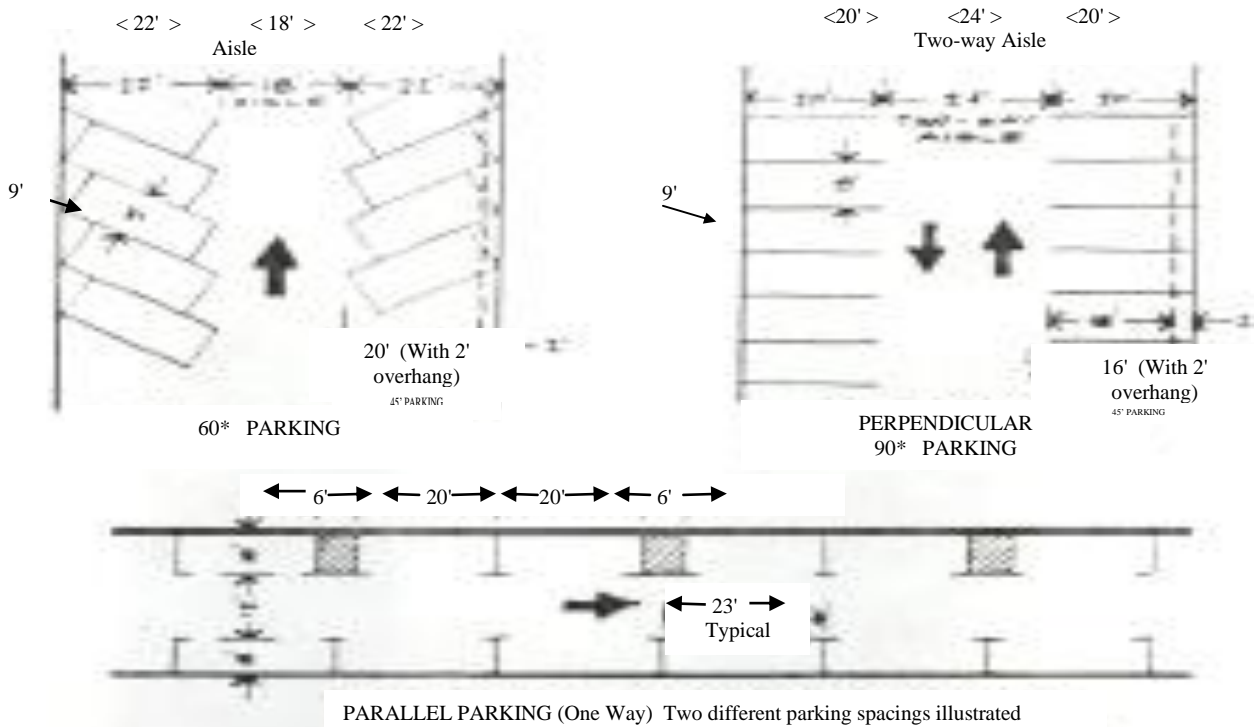 < 22' > < 18' > < 22' >
Aisle
<20' > <24' > <20' >
Two-way Aisle
9'
9'
20' (With 2'
overhang)
45' PARKING
60* PARKING
16' (With 2'
overhang)
45' PARKING
PERPENDICULAR
90* PARKING
6' 20' 20' 6'
23'
Typical
PARALLEL PARKING (One Way) Two different parking spacings illustrated